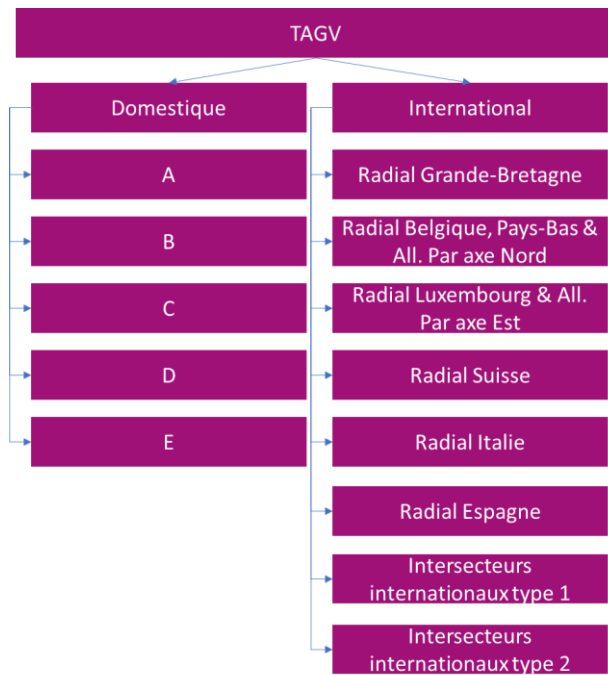 TAGV
Domestique
A
B
C
D
E
International
Radial Grande-Bretagne
Radial Belgique, Pays-Bas &
All. Par axe Nord
Radial Luxembourg & All.
Par axe Est
Radial Suisse
Radial Italie
Radial Espagne
Intersecteurs
internationaux type 1
Intersecteurs
internationaux type 2